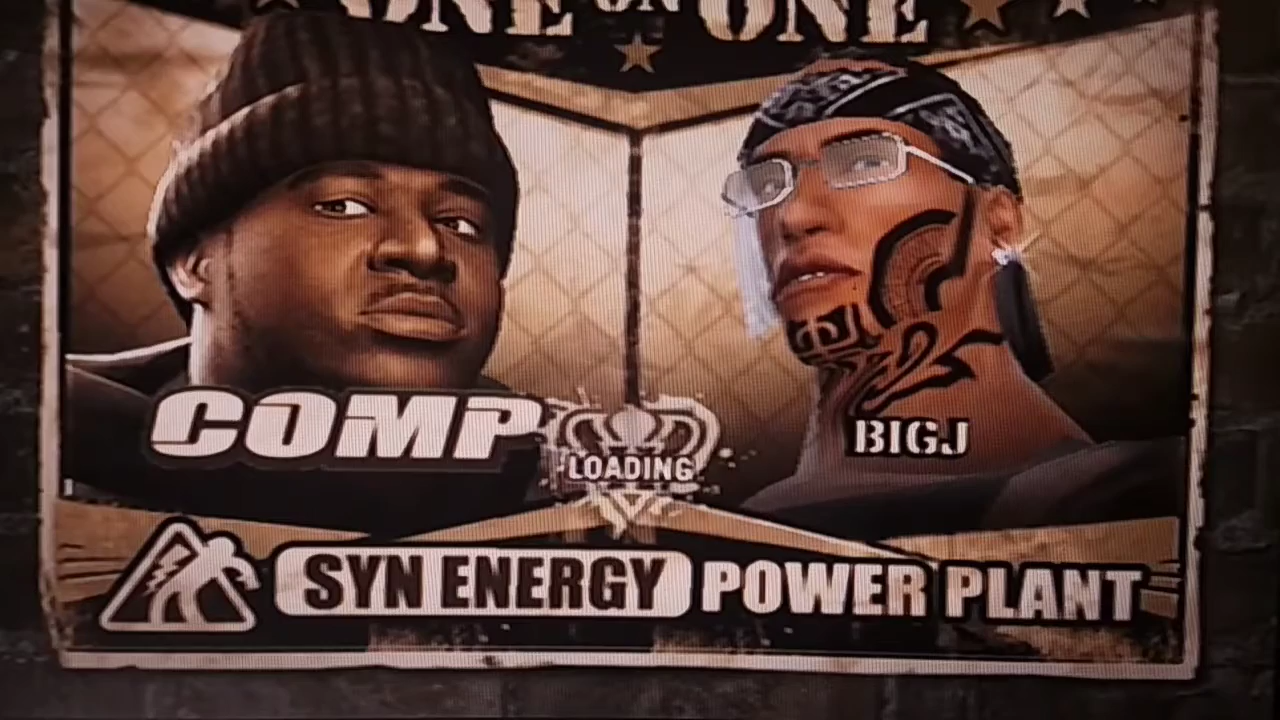 ONE ON ONE
COMP
LOADING
BIGJ
SYN ENERGY POWER PLANT